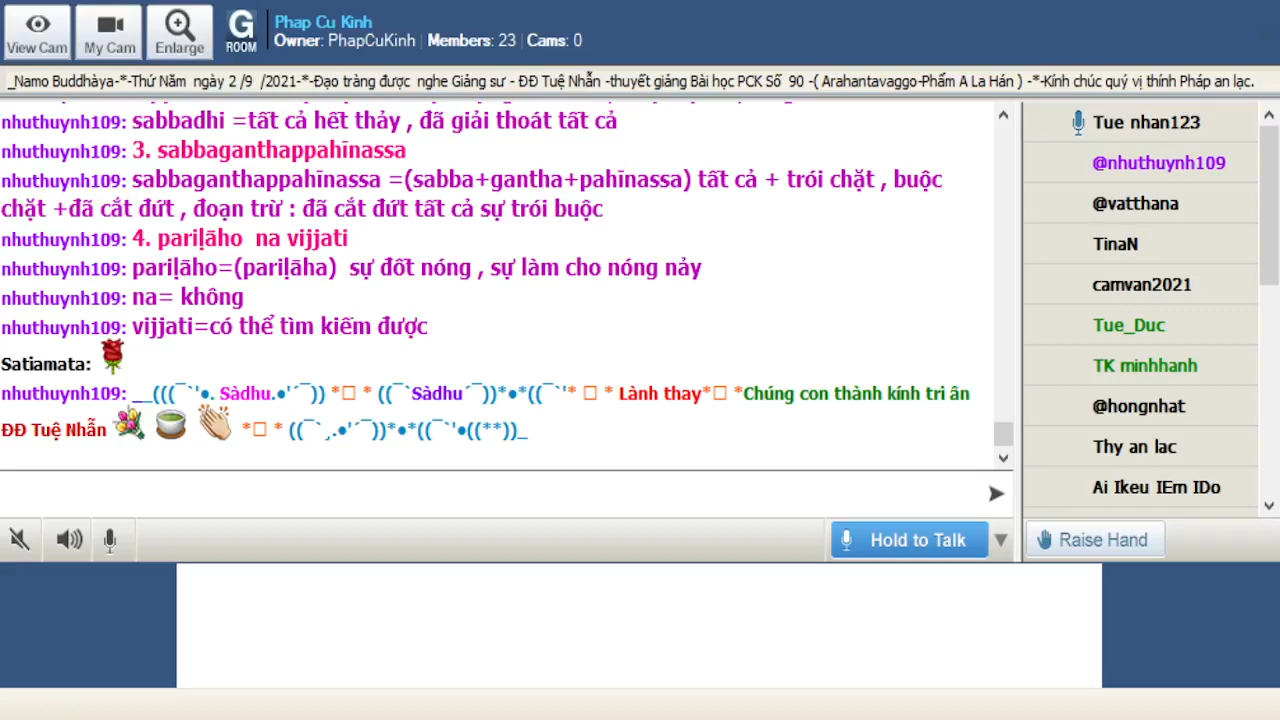 View Cam
My Cam
Enlarge
G
ROOM
Phap Cu Kinh
Owner: PhapCuKinh | Members: 23 | Cams: 0
_Namo Buddhàya-*-Thứ Năm ngày 2 /9 /2021-*-Đạo tràng được nghe Giảng sư - ĐĐ Tuệ Nhẫn -thuyết giảng Bài học PCK Số 90 -( Arahantavaggo-Phẩm A La Hán ) -*-Kính chúc quý vị thính Pháp an lạc.
nhuthuynh109: sabbadhi =tất cả hết thảy , đã giải thoát tất cả
nhuthuynh109: 3. sabbaganthappahīnassa
nhuthuynh109: sabbaganthappahīnassa =(sabba+gantha+pahīnassa) tất cả + trói chặt , buộc
chặt +đã cắt đứt , đoạn trừ : đã cắt đứt tất cả sự trói buộc
nhuthuynh109: 4. pariḷāho na vijjati
nhuthuynh109: pariḷāho=(pariḷāha) sự đốt nóng , sự làm cho nóng nảy
nhuthuynh109: na= không
nhuthuynh109: vijjati=có thể tìm kiếm được
Satiamata:
nhuthuynh109: __(((¯`'•. Sàdhu.•'´¯)) *□ * ((¯`Sàdhu´¯))*•*((¯`'* □ * Lành thay*□ *Chúng con thành kính tri ân
ĐĐ Tuệ Nhẫn *□ * ((¯`¸.•'´¯))*•*((¯`'•((**))_
Hold to Talk
Tue nhan123
@nhuthuynh109
@vatthana
TinaN
camvan2021
Tue_Duc
TK minhhanh
@hongnhat
Thy an lac
Ai Ikeu IEm IDo
Raise Hand